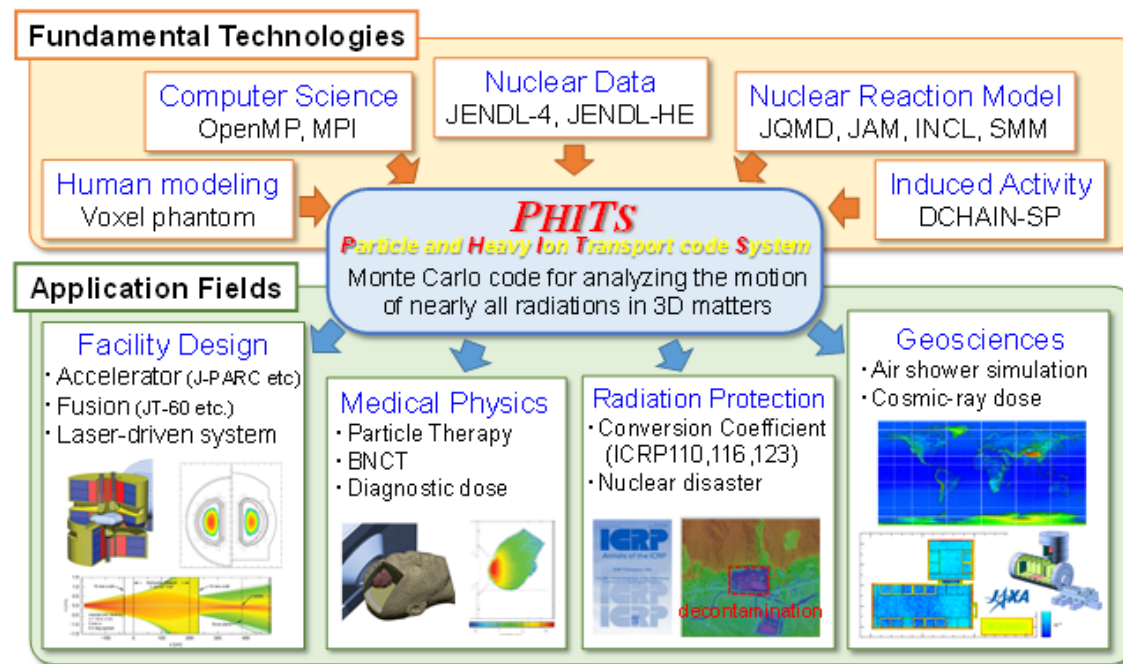 Fundamental Technologies
Computer Science
OpenMP, MPI
Nuclear Data
JENDL-4, JENDL-HE
Nuclear Reaction Model
JQMD, JAM, INCL, SMM
Human modeling
Voxel phantom
Induced Activity
DCHAIN-SP
PHITS
Particle and Heavy Ion Transport code System
Monte Carlo code for analyzing the motion
of nearly all radiations in 3D matters
Application Fields
Facility Design
・Accelerator (J-PARC etc)
・Fusion (JT-60 etc.)
・Laser-driven system
Medical Physics
・Particle Therapy
・BNCT
・Diagnostic dose
Radiation Protection
・Conversion Coefficient
(ICRP110,116,123)
・Nuclear disaster
ICRP
Annals of the ICRP
decontamination
Geosciences
・Air shower simulation
・Cosmic-ray dose
JAXA